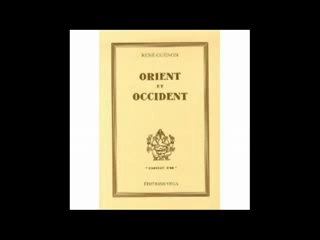 RENÉ GUÉNON
ORIENT
ET
OCCIDENT
ÉDITIONS VÉGA